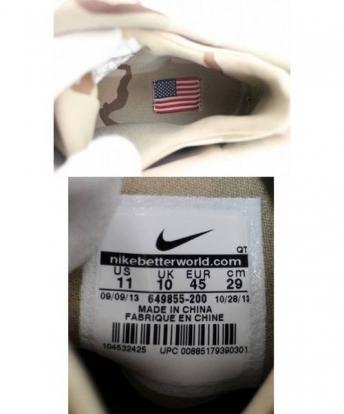 QT
nikebetterworld.com
US UK EUR cm
11 10 45 29
09/09/13 649855-200 10/28/13
MADE IN CHINA
FABRIQUE EN CHINE
104532425 UPC 00885179390301